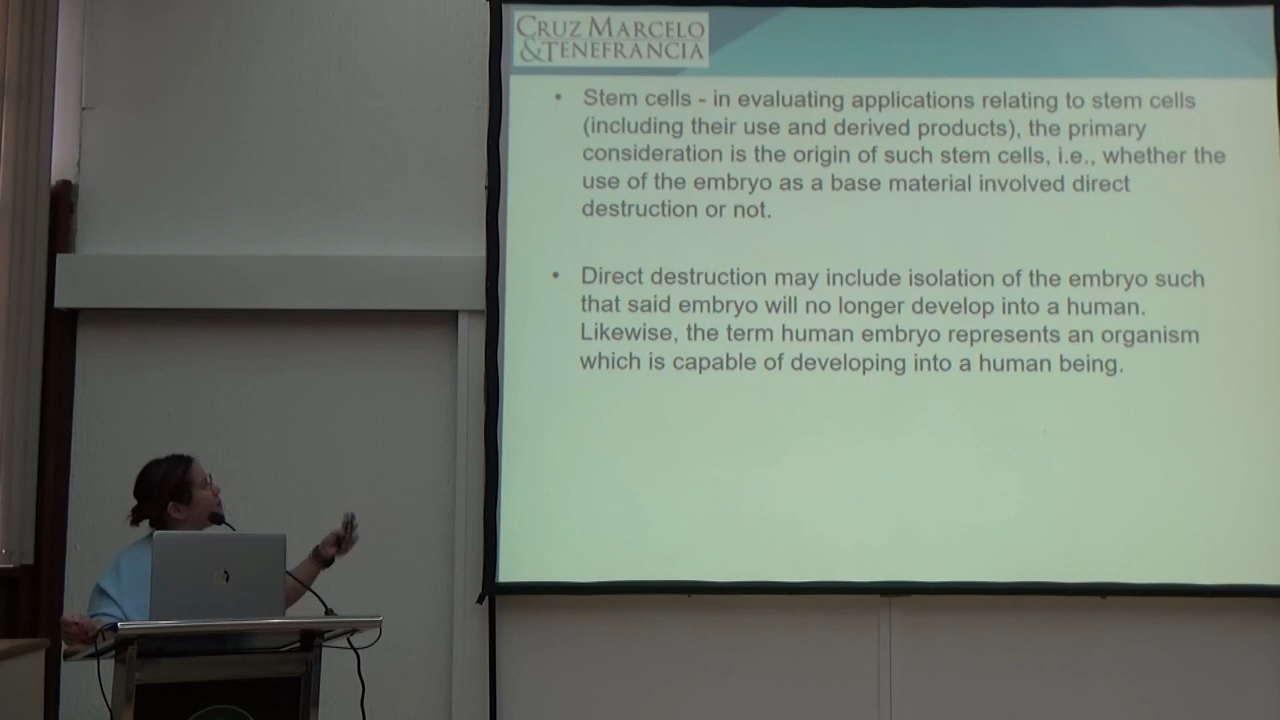 CRUZ MARCELO
&TENEFRANCIA
• Stem cells - in evaluating applications relating to stem cells
(including their use and derived products), the primary
consideration is the origin of such stem cells, i.e., whether the
use of the embryo as a base material involved direct
destruction or not.
• Direct destruction may include isolation of the embryo such
that said embryo will no longer develop into a human.
Likewise, the term human embryo represents an organism
which is capable of developing into a human being.